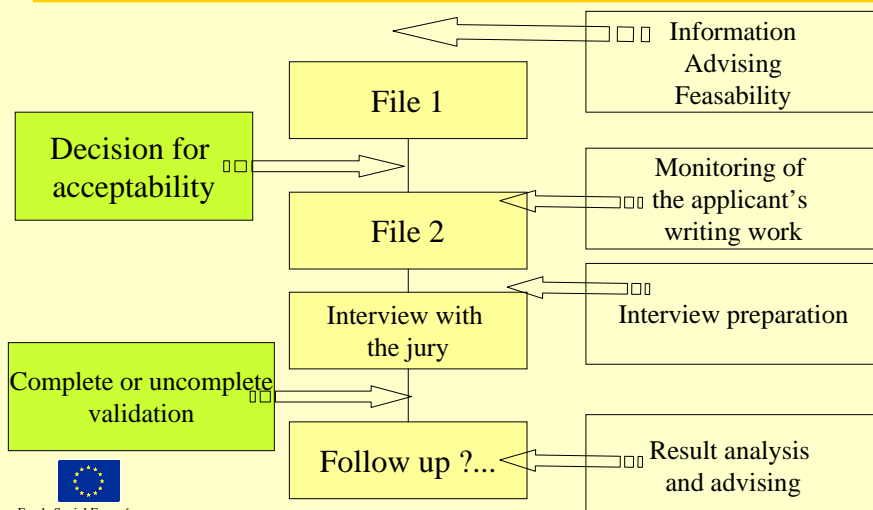 Information
Advising
Feasability
File 1
Decision for
acceptability
Monitoring of
the applicant's
writing work
File 2
Interview with
the jury
Interview preparation
Complete or uncomplete
validation
Follow up ?...
Result analysis
and advising